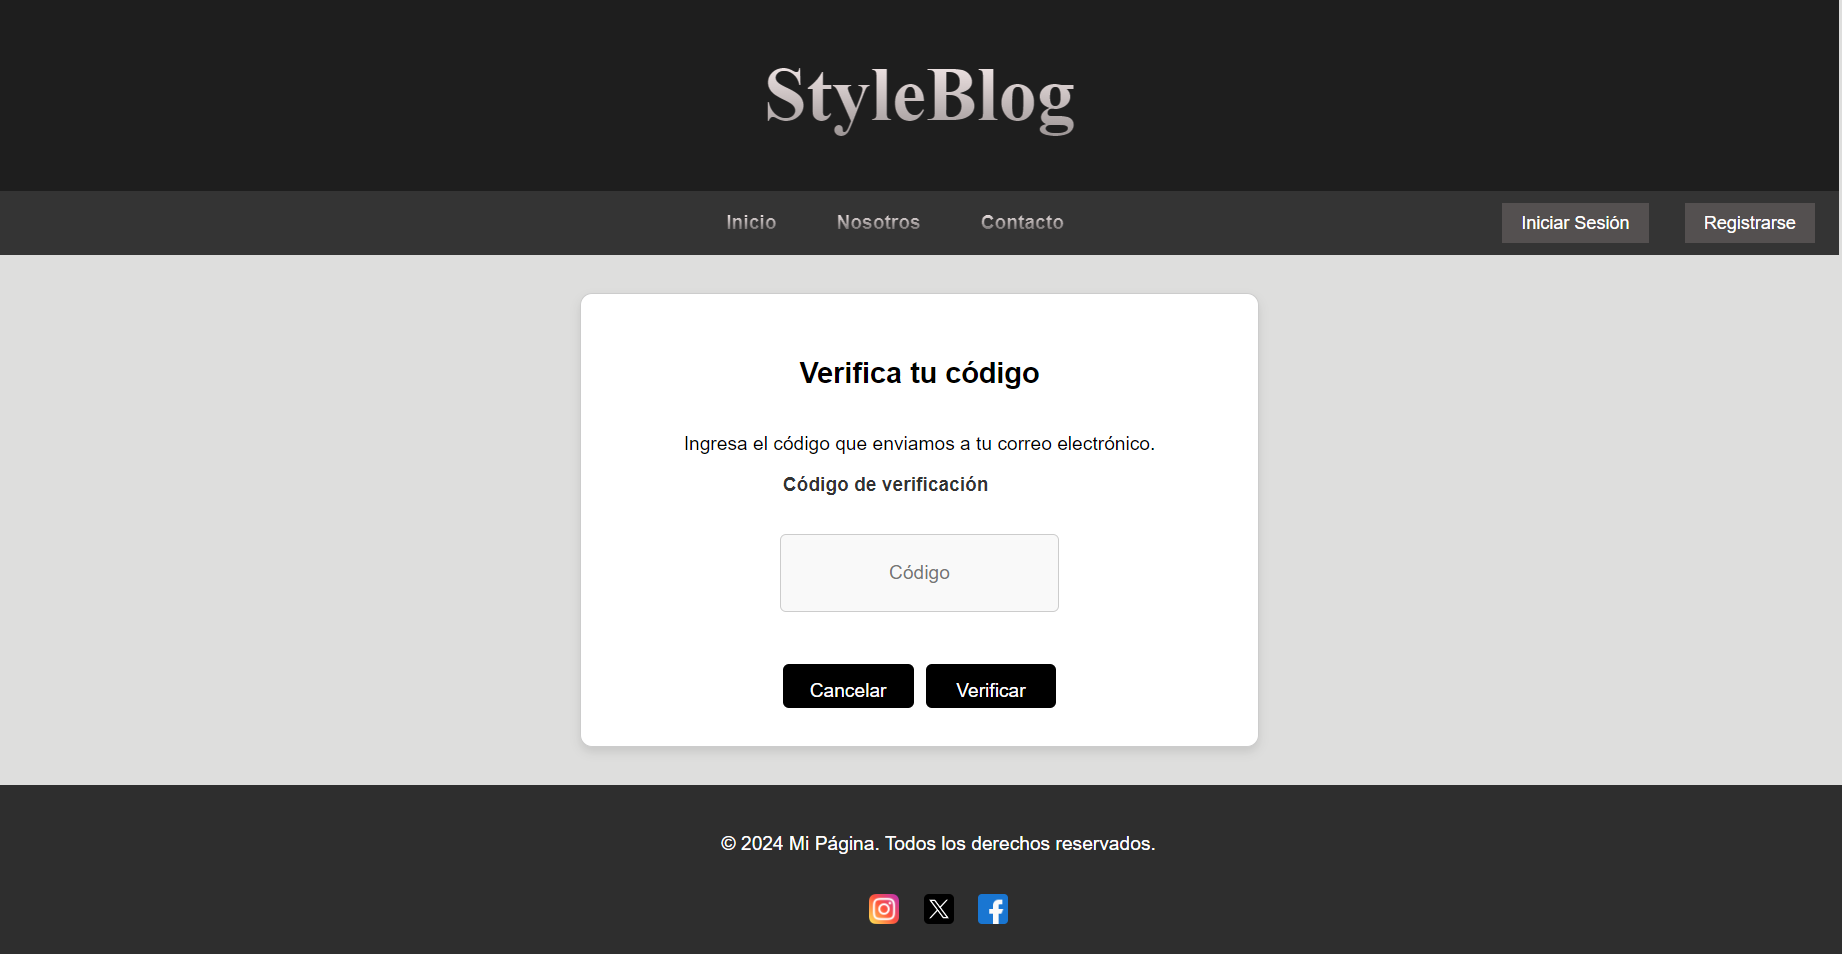 StyleBlog
Inicio Nosotros Contacto Iniciar Sesión Registrarse
Verifica tu código
Ingresa el código que enviamos a tu correo electrónico.
Código de verificación
Código
Cancelar Verificar
© 2024 Mi Página. Todos los derechos reservados.